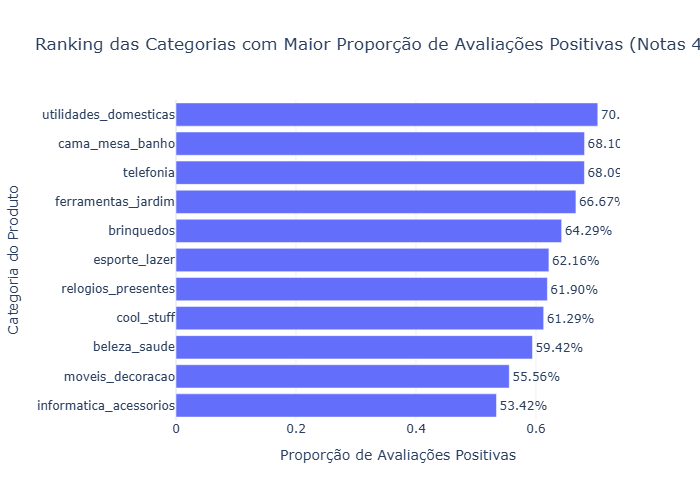 Ranking das Categorias com Maior Proporção de Avaliações Positivas (Notas 4
Categoria do Produto
utilidades_domesticas 70.
cama_mesa_banho 68.10
telefonia 68.09
ferramentas_jardim 66.67%
brinquedos 64.29%
esporte_lazer 62.16%
relogios_presentes 61.90%
cool_stuff 61.29%
beleza_saude 59.42%
moveis_decoracao 55.56%
informatica_acessorios 53.42%
0 0.2 0.4 0.6
Proporção de Avaliações Positivas